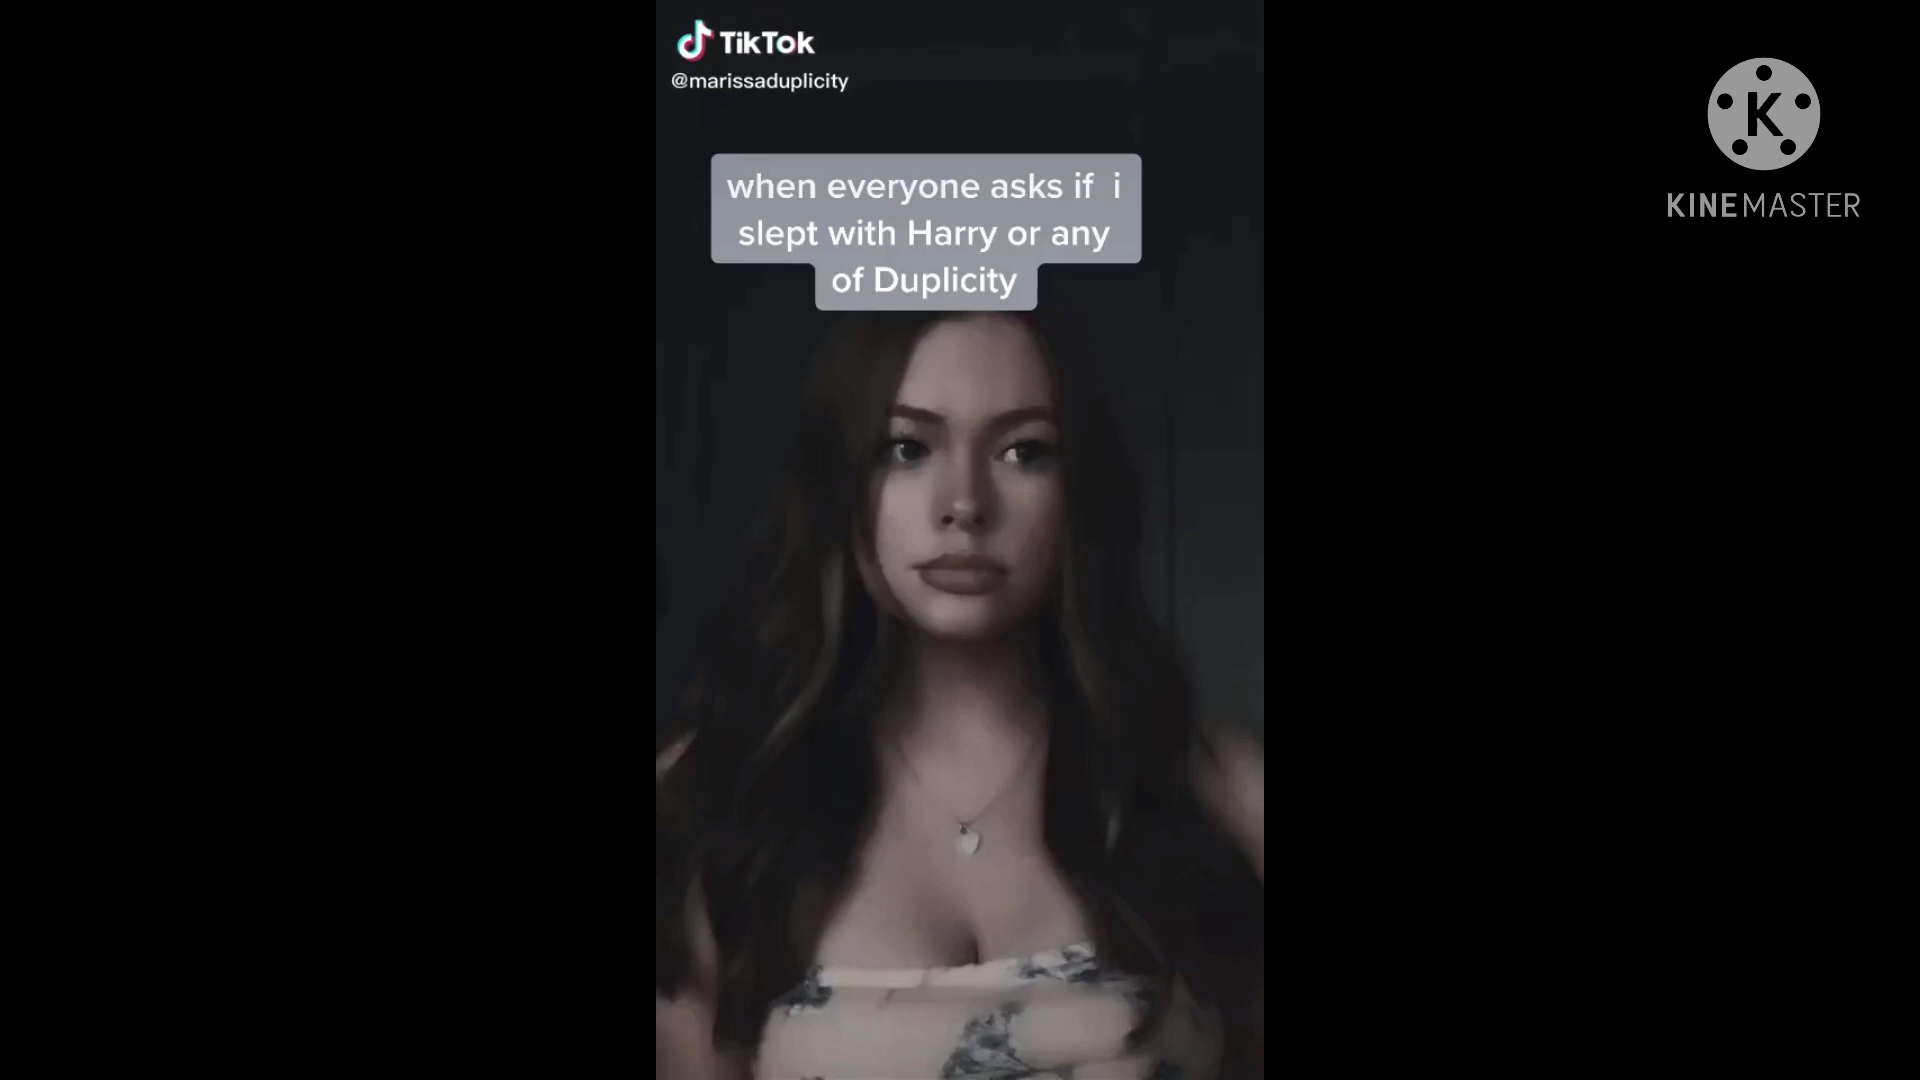 TikTok
@marissaduplicity
when everyone asks if i
slept with Harry or any
of Duplicity
K
KINEMASTER